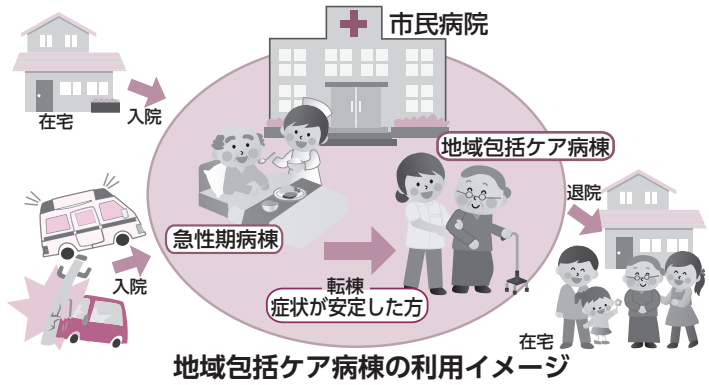 市民病院
在宅
入院
地域包括ケア病棟
退院
急性期病棟
入院
転棟
症状が安定した方
在宅
地域包括ケア病棟の利用イメージ